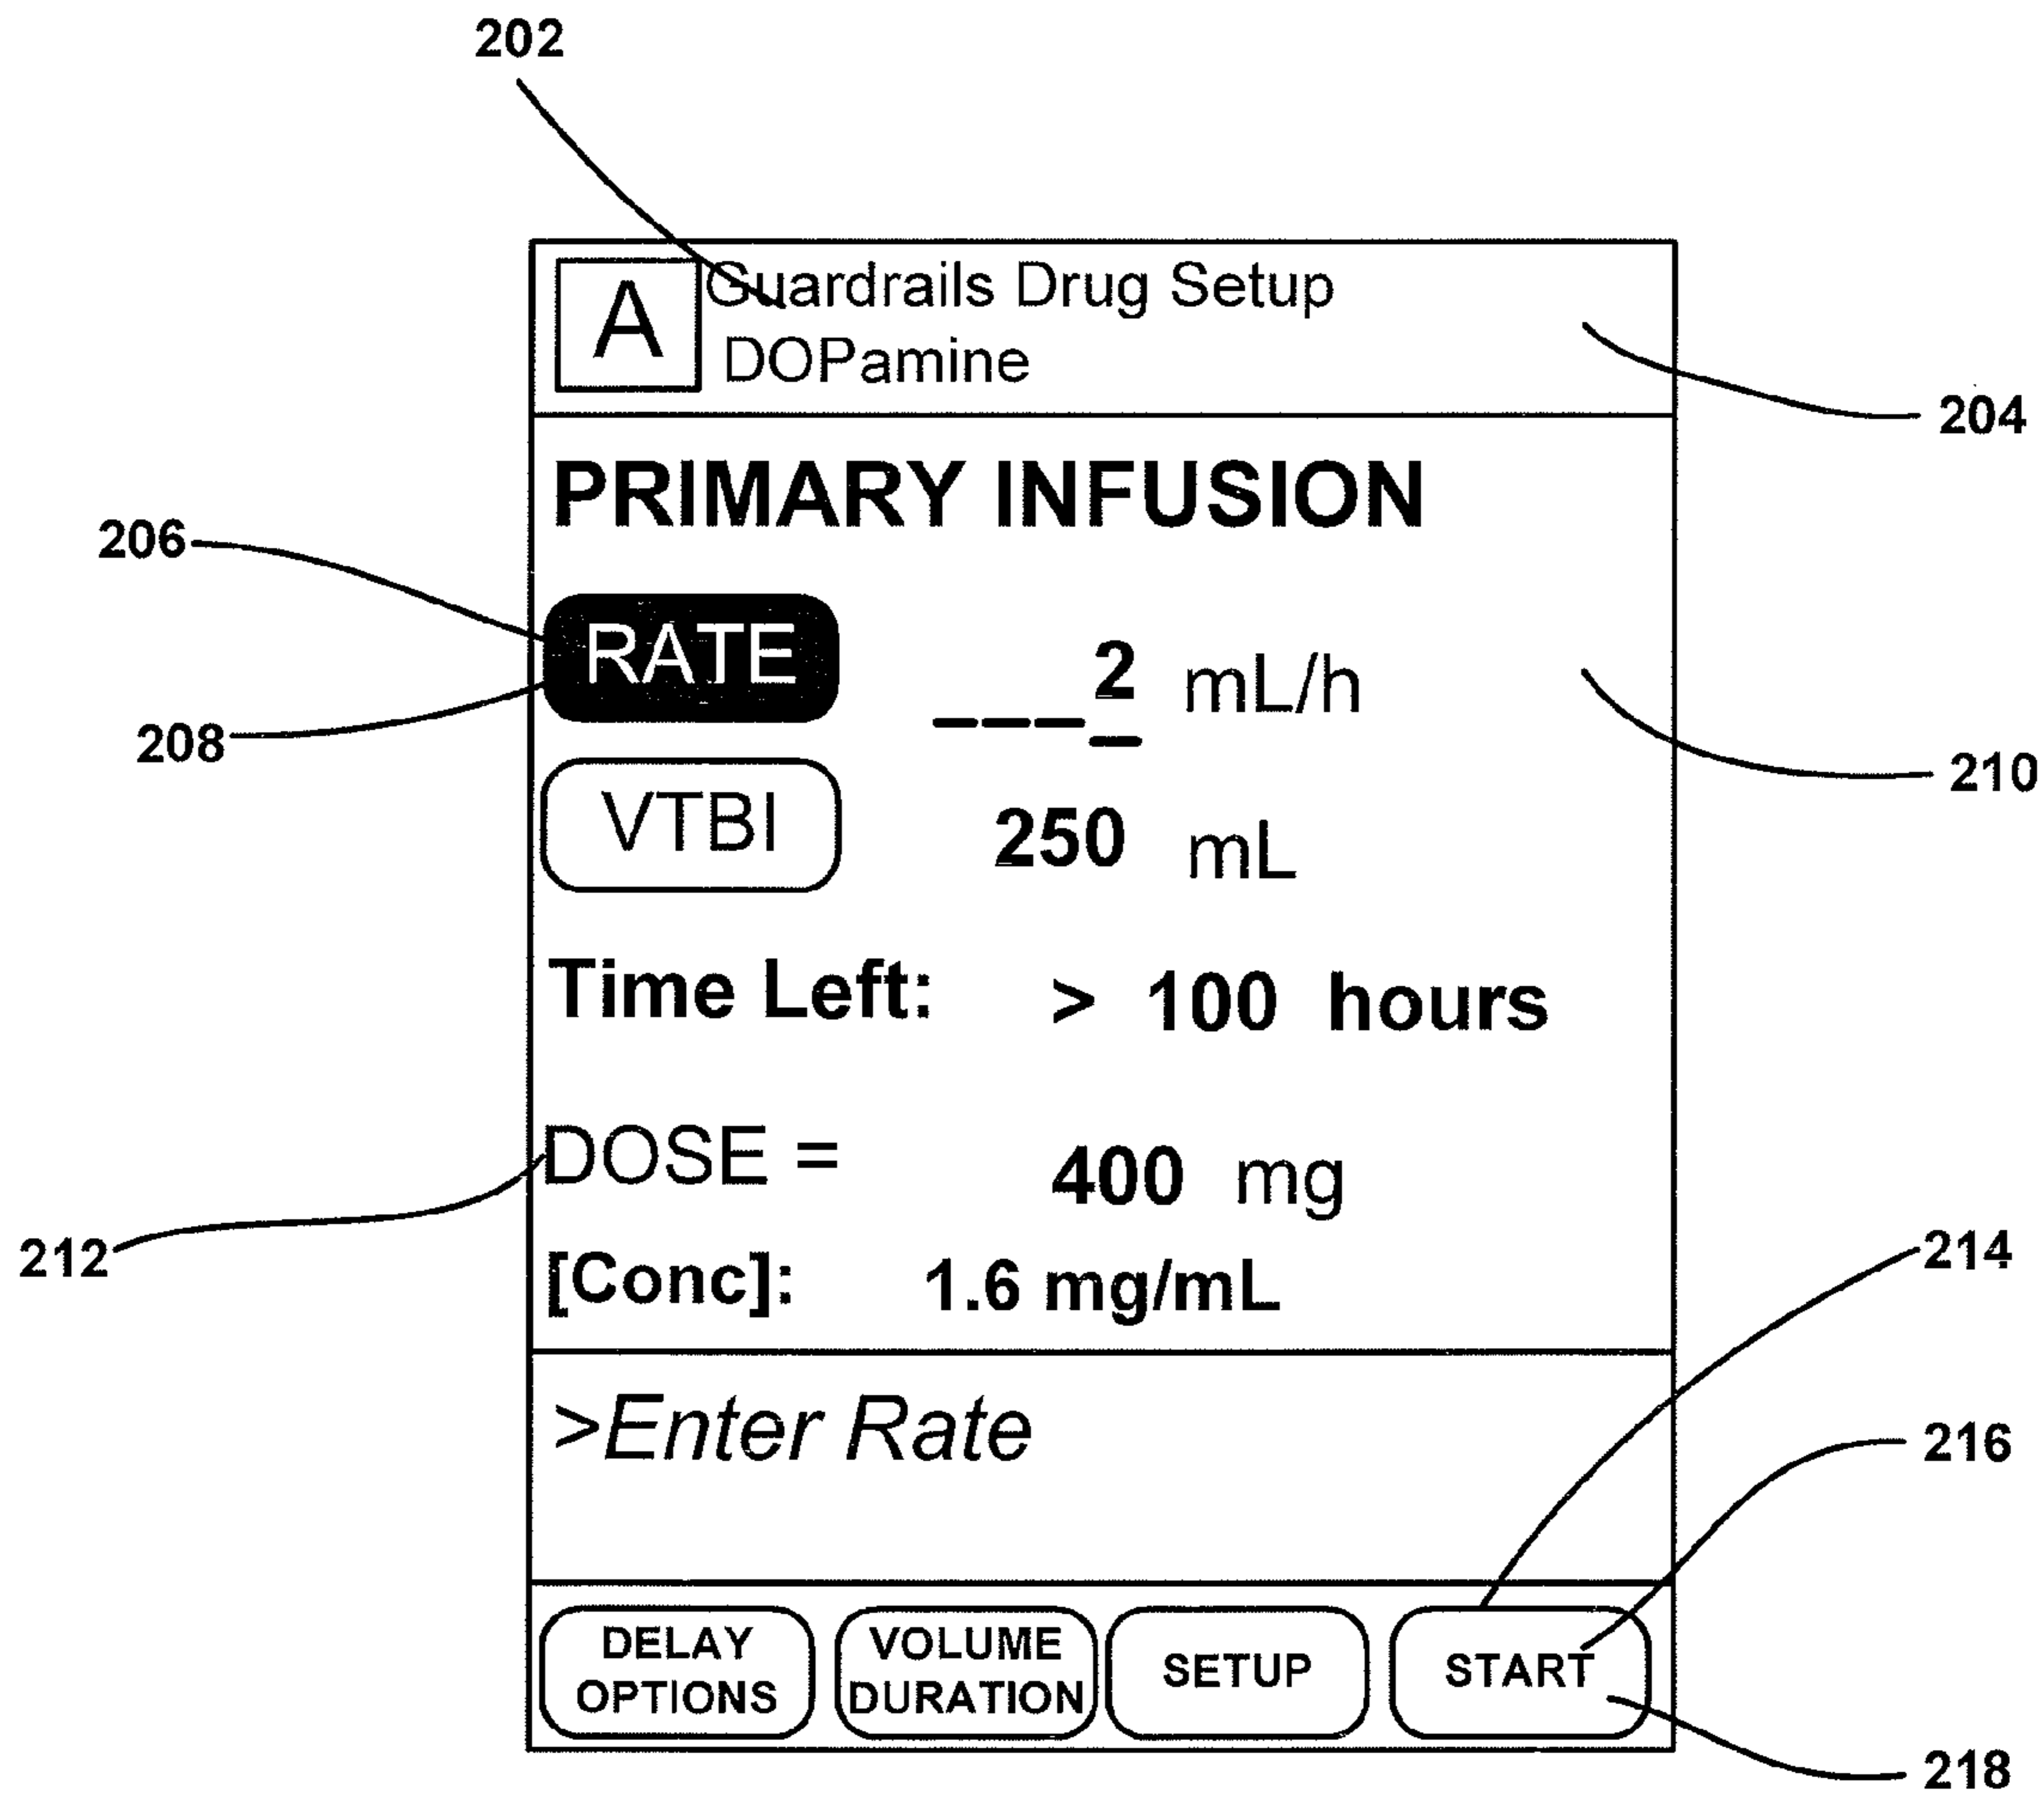 202
A
Guardrails Drug Setup
DOPamine
204
PRIMARY INFUSION
206
RATE
___2 mL/h
208
210
VTBI
250 mL
Time Left: > 100 hours
DOSE = 400 mg
212
214
[Conc]: 1.6 mg/mL
>Enter Rate
216
DELAY OPTIONS
VOLUME DURATION
SETUP
START
218